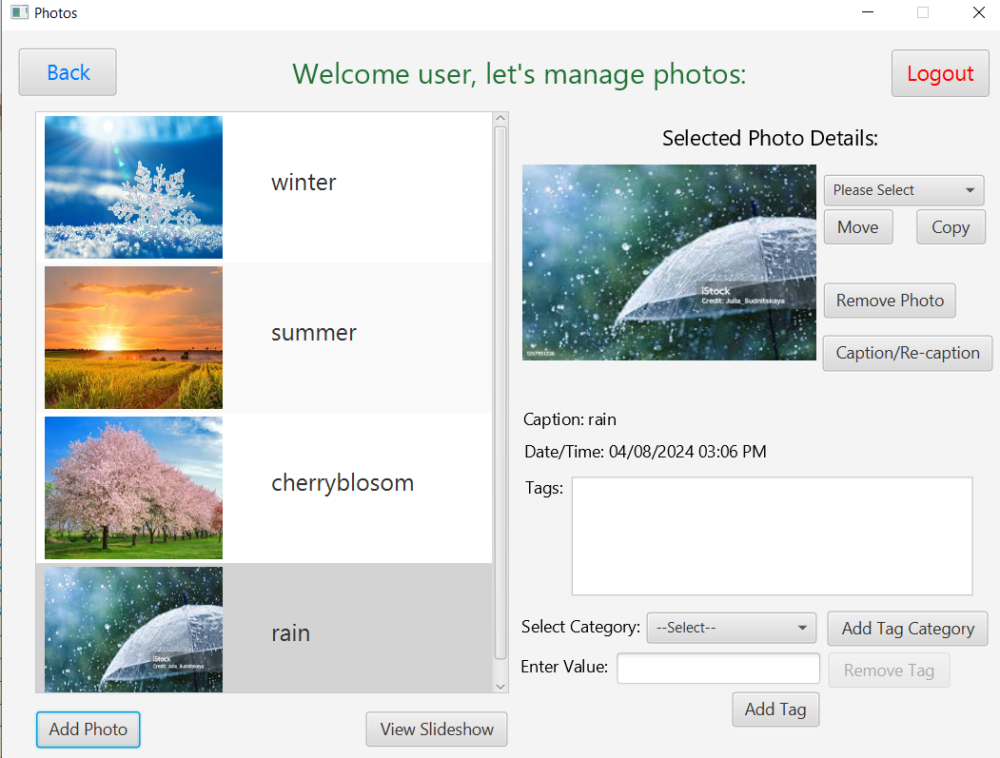 Photos
Back
Welcome user, let's manage photos:
Logout
winter
summer
cherryblosom
rain
iStock
Credit: Julia_Sudnitskaya
Add Photo
View Slideshow
Selected Photo Details:
iStock
Credit: Julia_Sudnitskaya
Please Select
Move
Copy
Remove Photo
Caption/Re-caption
Caption: rain
Date/Time: 04/08/2024 03:06 PM
Tags:
Select Category:
--Select--
Add Tag Category
Enter Value:
Remove Tag
Add Tag